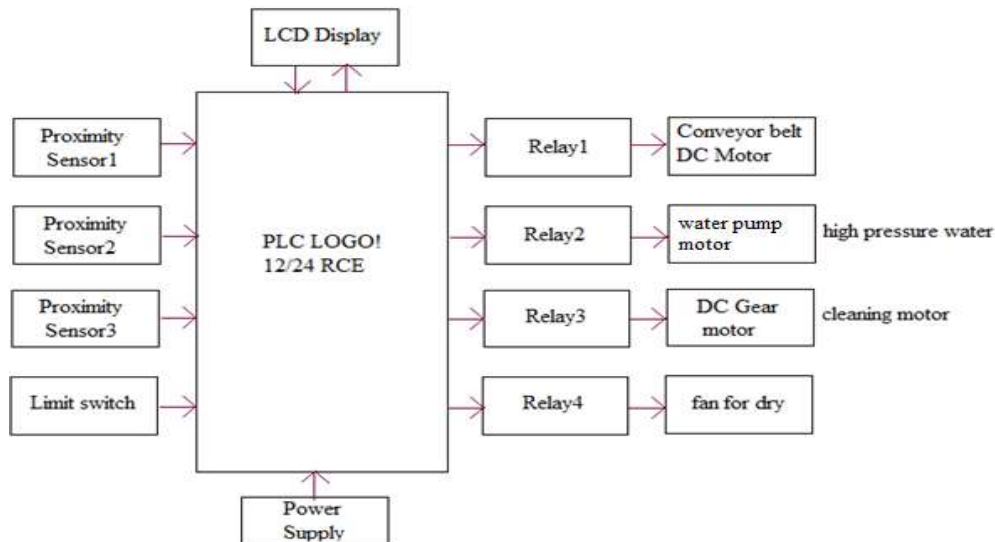 LCD Display
Proximity
Sensor1
Proximity
Sensor2
Proximity
Sensor3
Limit switch
PLC LOGO!
12/24 RCE
Power
Supply
Relay1
Relay2
Relay3
Relay4
Conveyor belt
DC Motor
water pump
motor
high pressure water
DC Gear
motor
cleaning motor
fan for dry